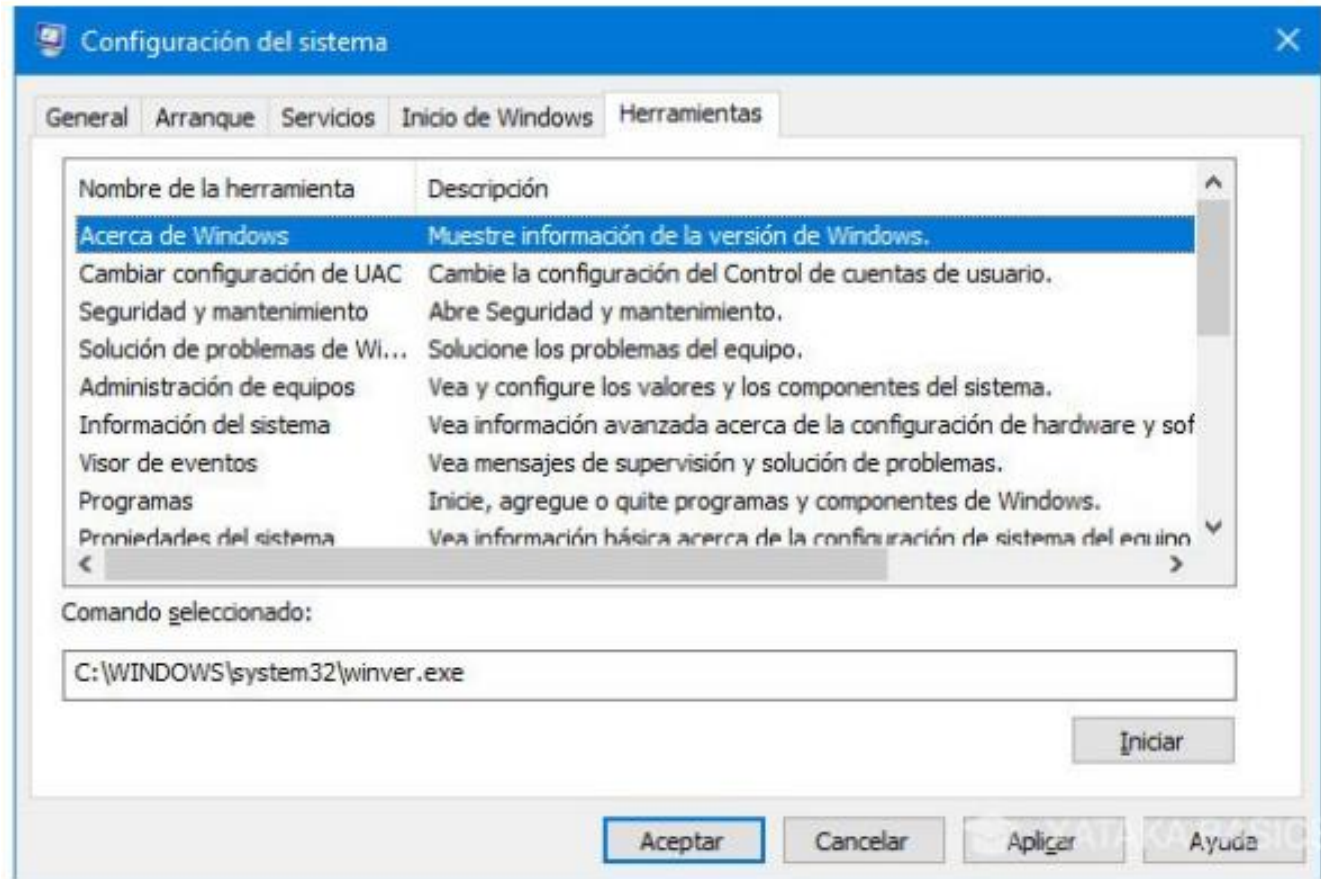 Configuración del sistema
General Arranque Servicios Inicio de Windows Herramientas
Nombre de la herramienta Descripción
Acerca de Windows Muestre información de la versión de Windows.
Cambiar configuración de UAC Cambie la configuración del Control de cuentas de usuario.
Seguridad y mantenimiento Abre Seguridad y mantenimiento.
Solución de problemas de Wi... Solucione los problemas del equipo.
Administración de equipos Vea y configure los valores y los componentes del sistema.
Información del sistema Vea información avanzada acerca de la configuración de hardware y sof
Visor de eventos Vea mensajes de supervisión y solución de problemas.
Programas Inicie, agregue o quite programas y componentes de Windows.
Propiedades del sistema Vea información básica acerca de la configuración de sistema del equipo
Comando seleccionado:
C:\WINDOWS\system32\winver.exe
Iniciar
Aceptar Cancelar Aplicar Ayuda